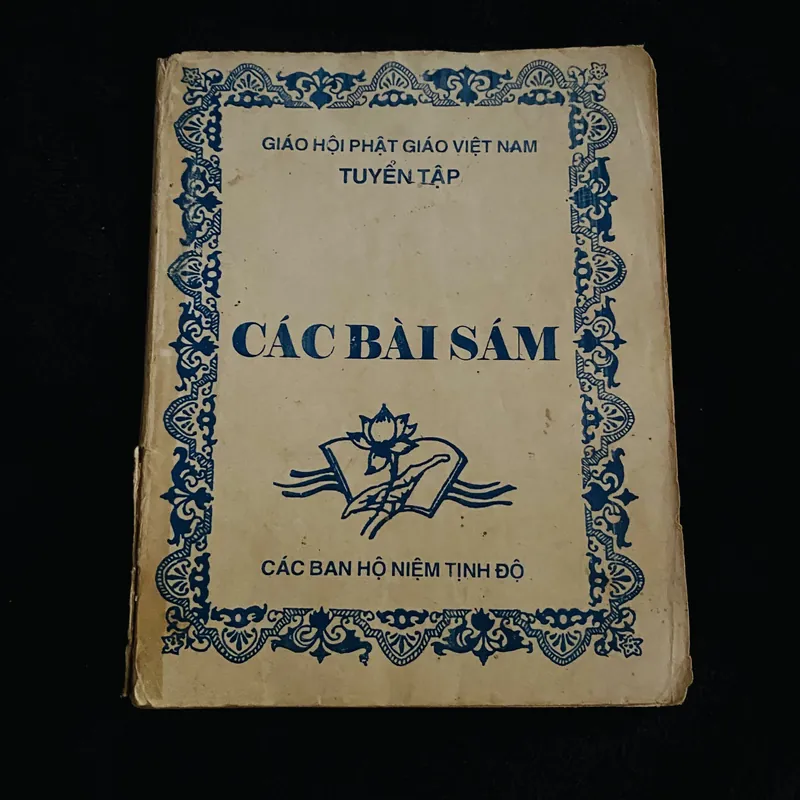 GIÁO HỘI PHẬT GIÁO VIỆT NAM
TUYỂN TẬP
CÁC BÀI SÁM
CÁC BAN HỘ NIỆM TỊNH ĐỘ